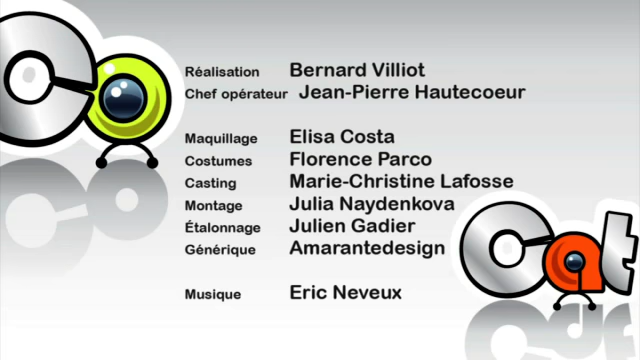 Co
Réalisation Bernard Villiot
Chef opérateur Jean-Pierre Hautecoeur
Maquillage Elisa Costa
Costumes Florence Parco
Casting Marie-Christine Lafosse
Montage Julia Naydenkova
Étalonnage Julien Gadier
Générique Amarantedesign
Musique Eric Neveux
Cat